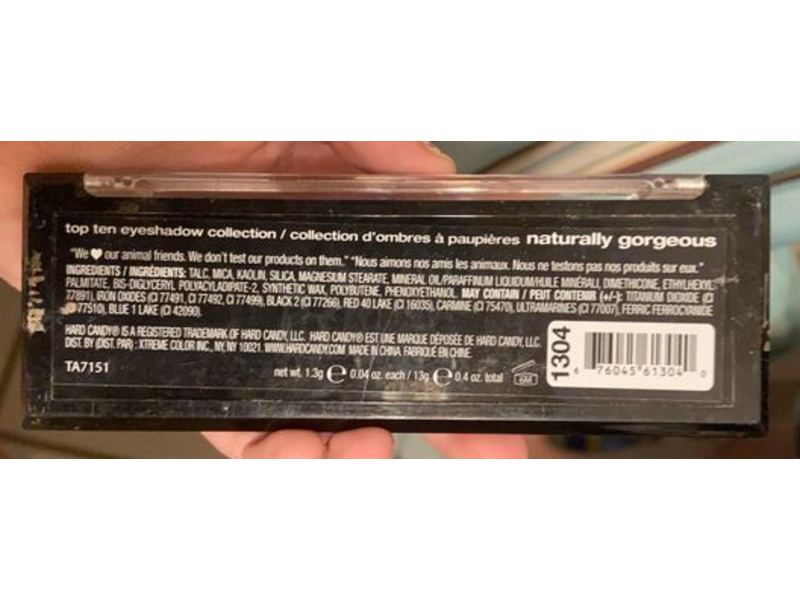 top ten eyeshadow collection / collection d'ombres à paupières naturally gorgeous
"We ♥ our animal friends. We don't test our products on them." "Nous aimons nos amis les animaux. Nous ne testons pas nos produits sur eux."
INGREDIENTS / INGRÉDIENTS: TALC, MICA, KAOLIN, SILICA, MAGNESIUM STEARATE, MINERAL OIL/PARAFFINUM LIQUIDUM/HUILE MINÉRALI, DIMETHICONE, ETHYLHEXYL
PALMITATE, BIS-DIGLYCERYL POLYACYLADIPATE-2, SYNTHETIC WAX, POLYBUTENE, PHENOXYETHANOL. MAY CONTAIN / PEUT CONTENIR (+/-): TITANIUM DIOXIDE (CI
77891), IRON OXIDES (CI 77491, CI 77492, CI 77499), BLACK 2 (CI 77266), RED 40 LAKE (CI 16035), CARMINE (CI 75470), ULTRAMARINES (CI 77007), FERRIC FERROCYANIDE
77510), BLUE 1 LAKE (CI 42090).
HARD CANDY® IS A REGISTERED TRADEMARK OF HARD CANDY, LLC. HARD CANDY® EST UNE MARQUE DÉPOSÉE DE HARD CANDY, LLC.
DIST. BY (DIST. PAR) : XTREME COLOR INC., NY, NY 10021. WWW.HARDCANDY.COM MADE IN CHINA. FABRIQUÉ EN CHINE.
TA7151
net wt. 1.3g ℮ 0.04 oz. each / 13g ℮ 0.4 oz. total
6M
1304
6 76045 61304 0